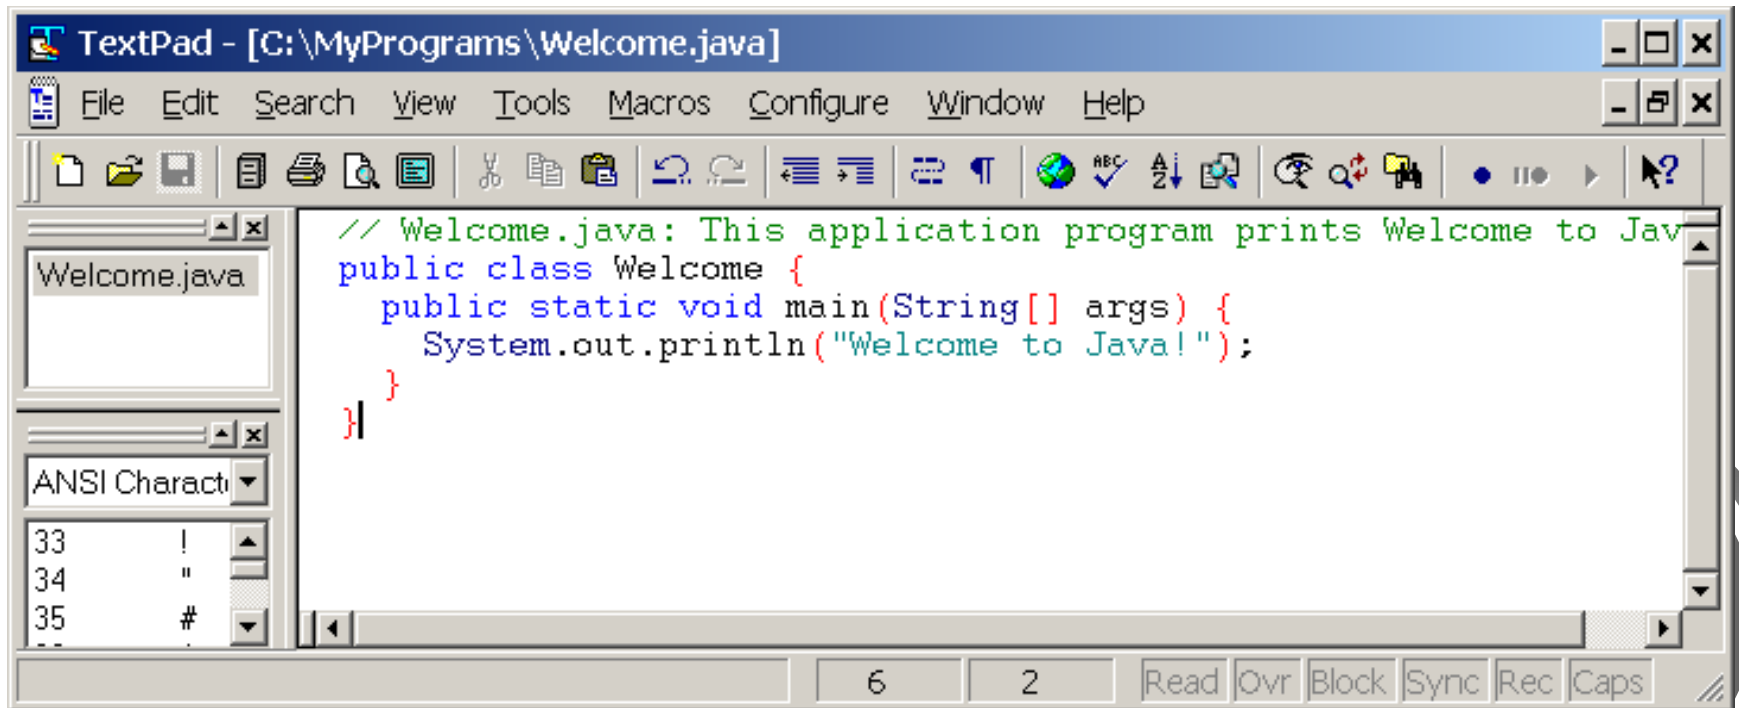 TextPad - [C:\MyPrograms\Welcome.java]
File Edit Search View Tools Macros Configure Window Help
Welcome.java
// Welcome.java: This application program prints Welcome to Jav
public class Welcome {
  public static void main(String[] args) {
    System.out.println("Welcome to Java!");
  }
}
ANSI Charact
33 !
34 "
35 #
6 2 Read Ovr Block Sync Rec Caps